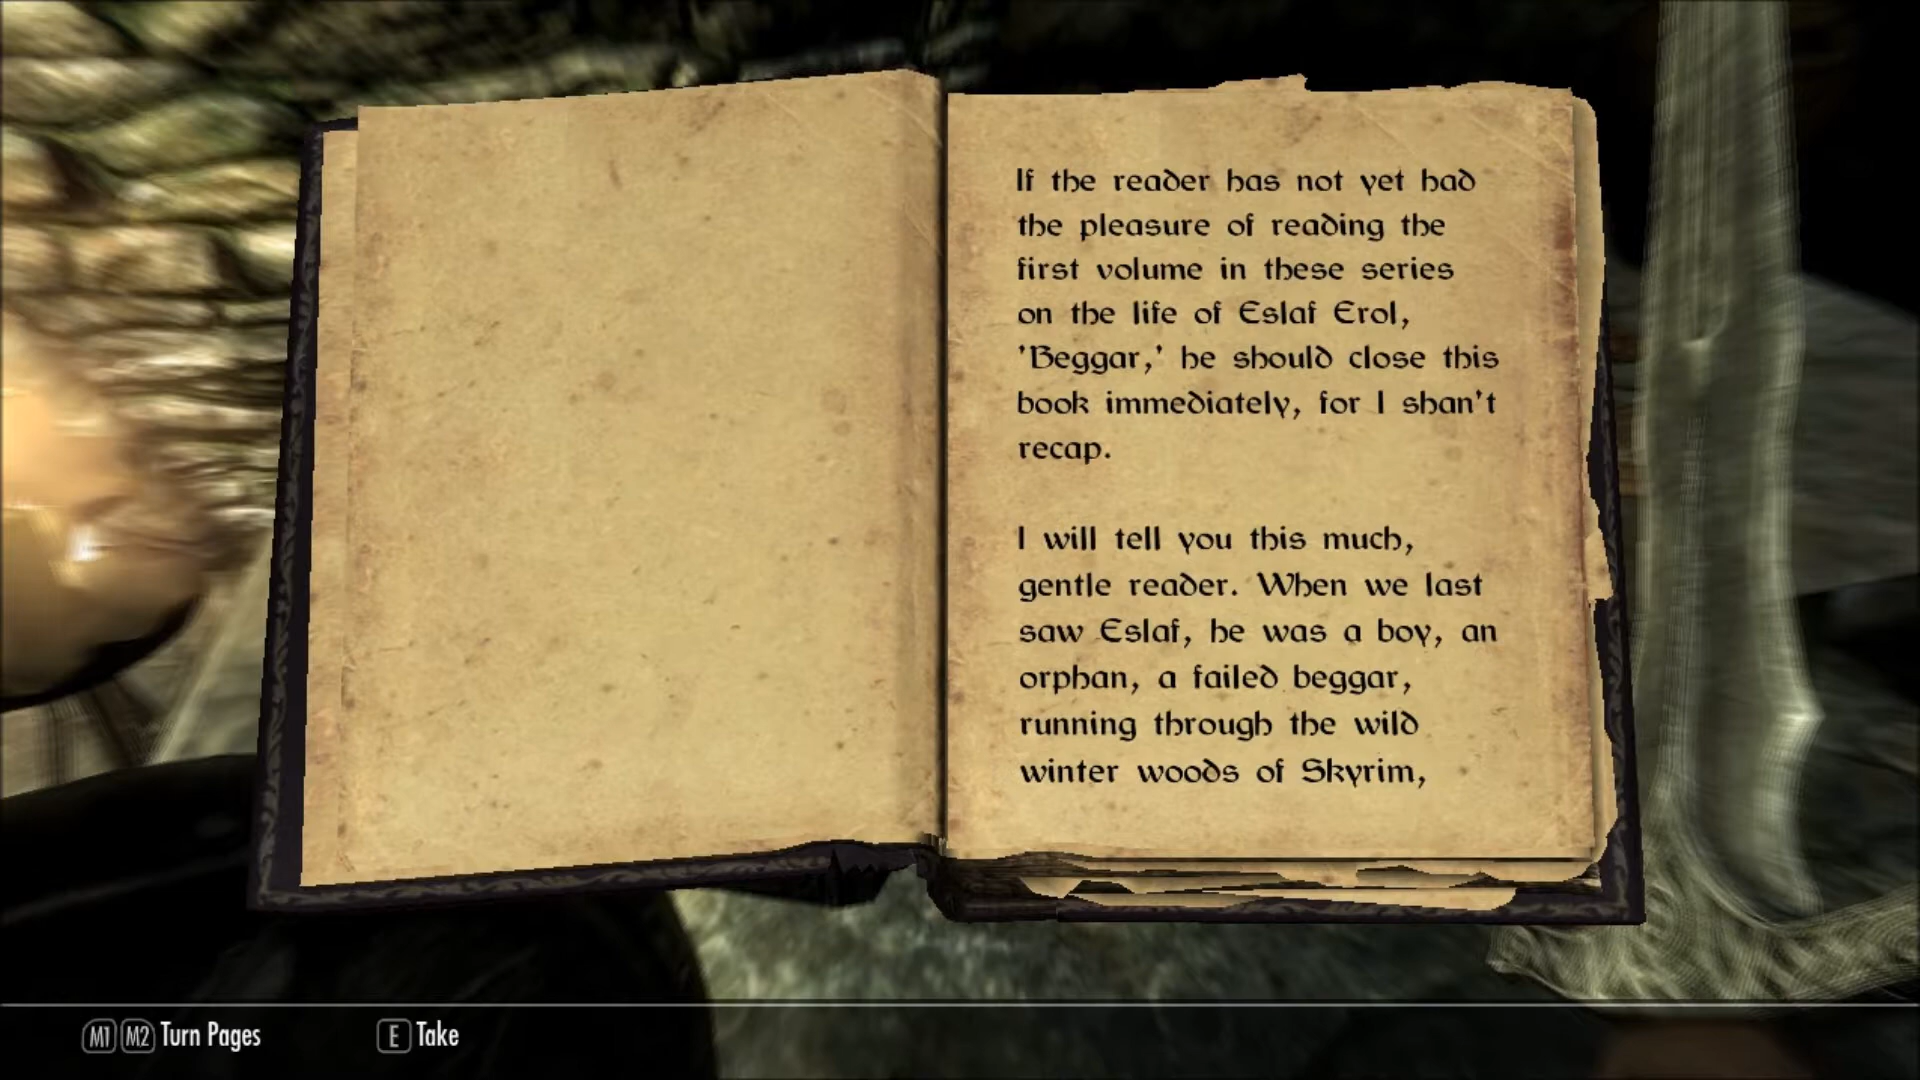 If the reader has not yet had
the pleasure of reading the
first volume in these series
on the life of Eslaf Erol,
'Beggar,' he should close this
book immediately, for I shan't
recap.
I will tell you this much,
gentle reader. When we last
saw Eslaf, he was a boy, an
orphan, a failed beggar,
running through the wild
winter woods of Skyrim,
M1 M2 Turn Pages
E Take